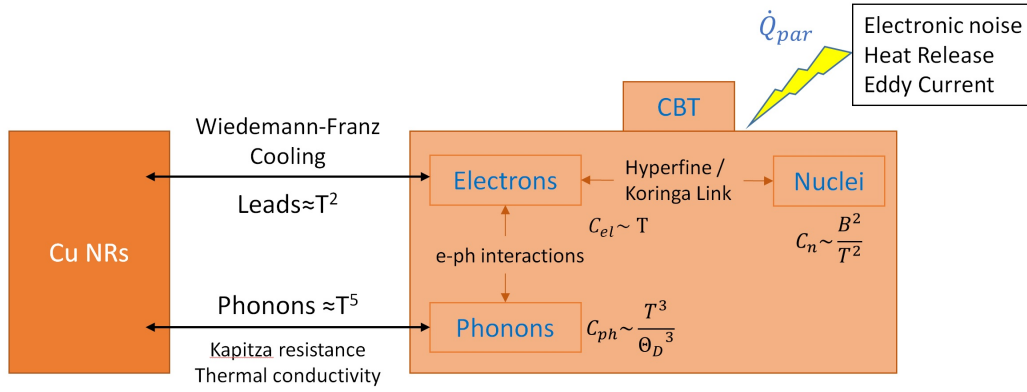 Q̇par
Electronic noise
Heat Release
Eddy Current
CBT
Wiedemann-Franz
Cooling
Leads≈T²
Electrons
Hyperfine /
Koringa Link
Nuclei
Cel~ T
Cn~ B²/T²
Cu NRs
e-ph interactions
Phonons ≈T⁵
Phonons
Cph~ T³/ΘD³
Kapitza resistance
Thermal conductivity